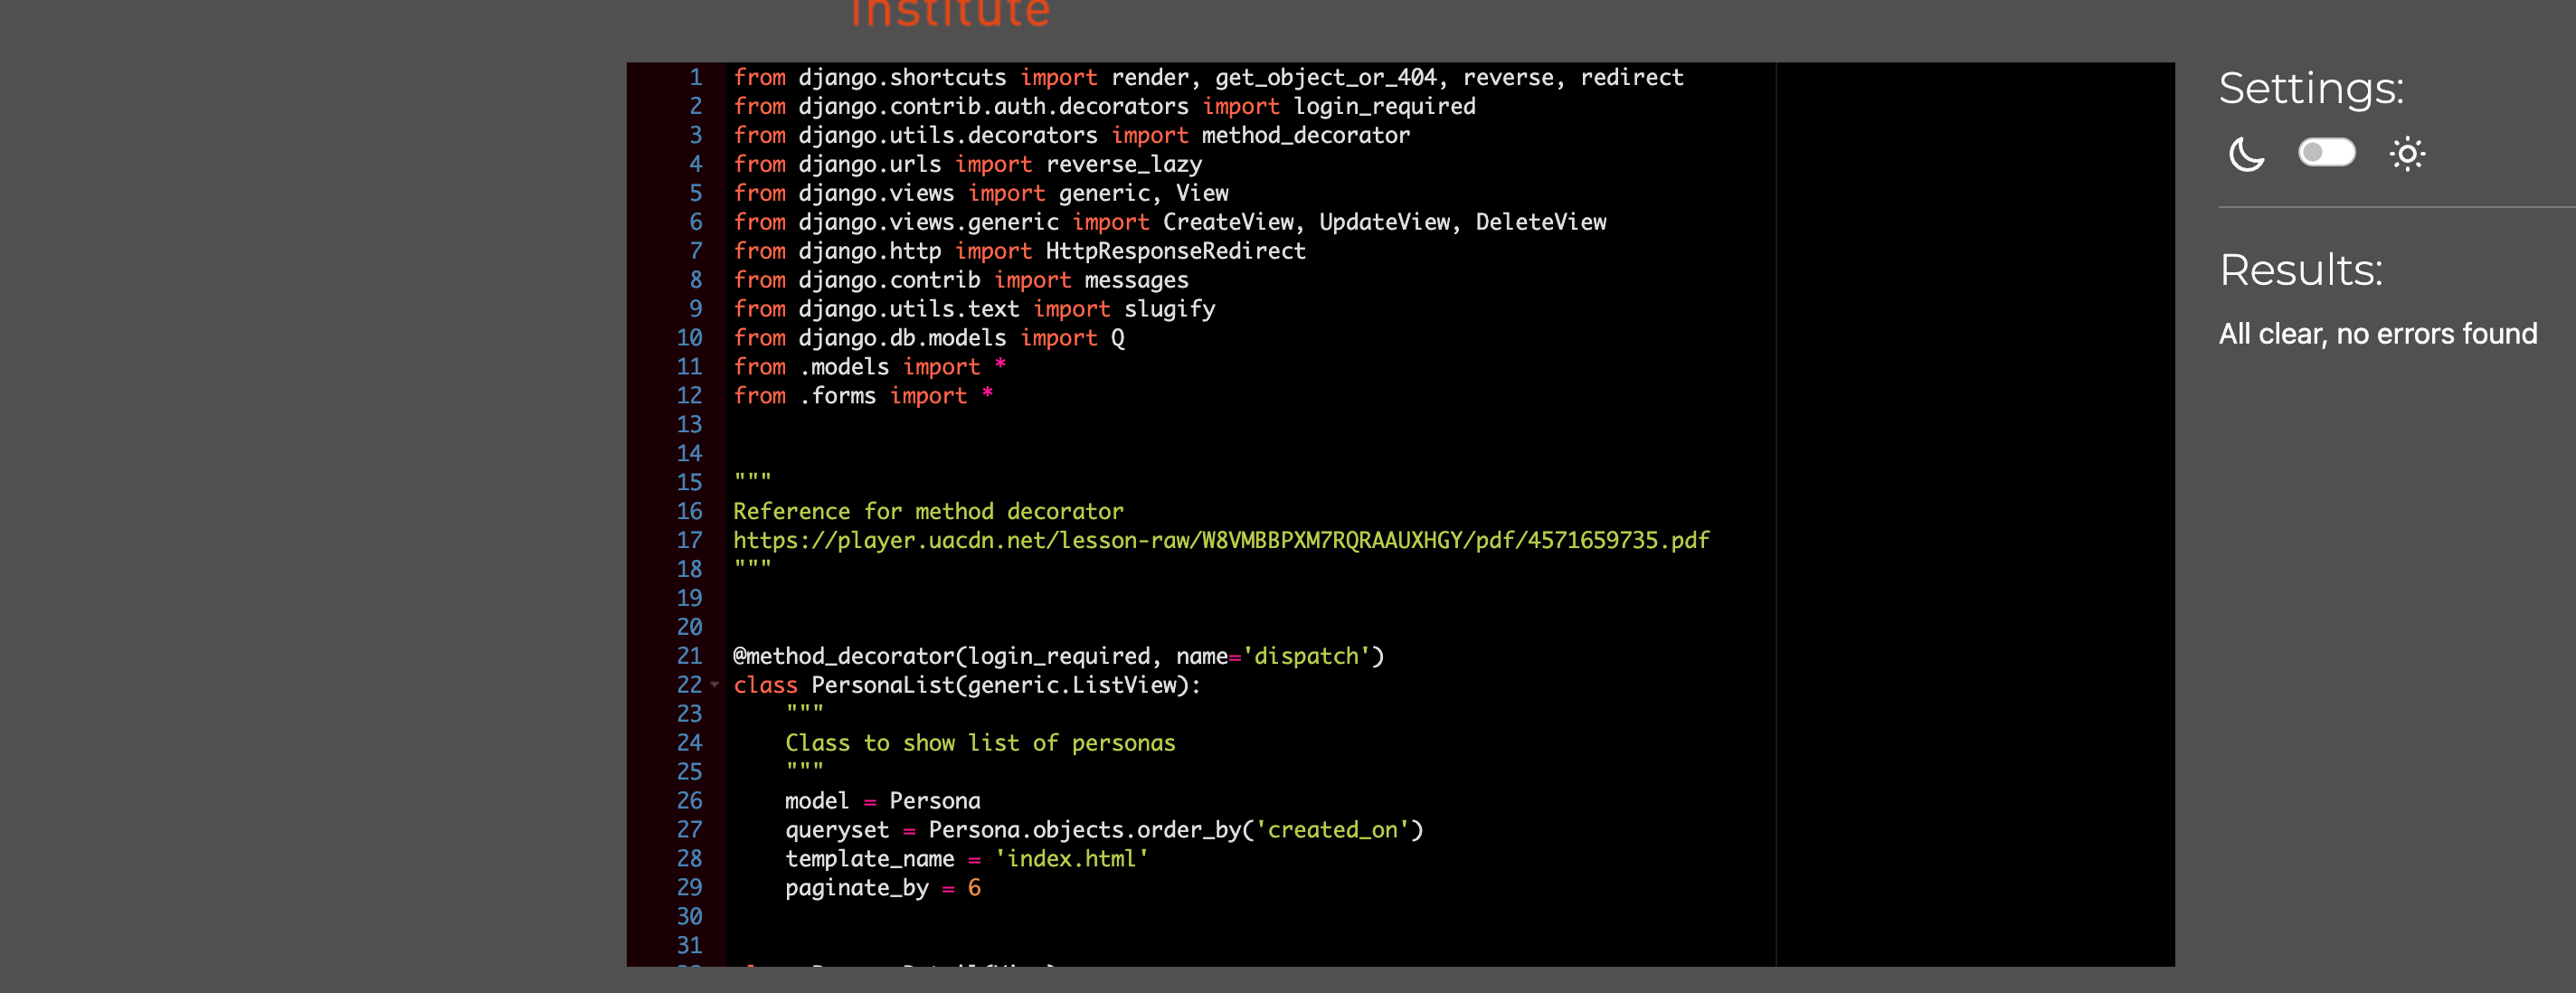 institute
1 from django.shortcuts import render, get_object_or_404, reverse, redirect
2 from django.contrib.auth.decorators import login_required
3 from django.utils.decorators import method_decorator
4 from django.urls import reverse_lazy
5 from django.views import generic, View
6 from django.views.generic import CreateView, UpdateView, DeleteView
7 from django.http import HttpResponseRedirect
8 from django.contrib import messages
9 from django.utils.text import slugify
10 from django.db.models import Q
11 from .models import *
12 from .forms import *
13
14
15 """
16 Reference for method decorator
17 https://player.uacdn.net/lesson-raw/W8VMBBPXM7RQRAAUXHGY/pdf/4571659735.pdf
18 """
19
20
21 @method_decorator(login_required, name='dispatch')
22 class PersonaList(generic.ListView):
23     """
24     Class to show list of personas
25     """
26     model = Persona
27     queryset = Persona.objects.order_by('created_on')
28     template_name = 'index.html'
29     paginate_by = 6
30
31
Settings:
Results:
All clear, no errors found